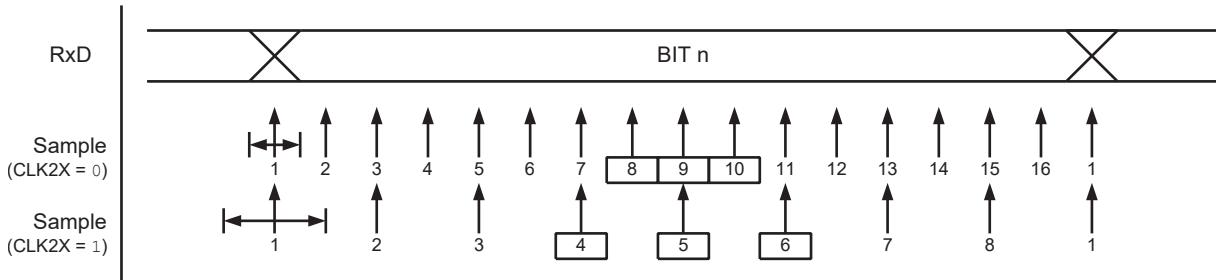 RxD BIT n
Sample
(CLK2X = 0) 1 2 3 4 5 6 7 8 9 10 11 12 13 14 15 16 1
Sample
(CLK2X = 1) 1 2 3 4 5 6 7 8 1